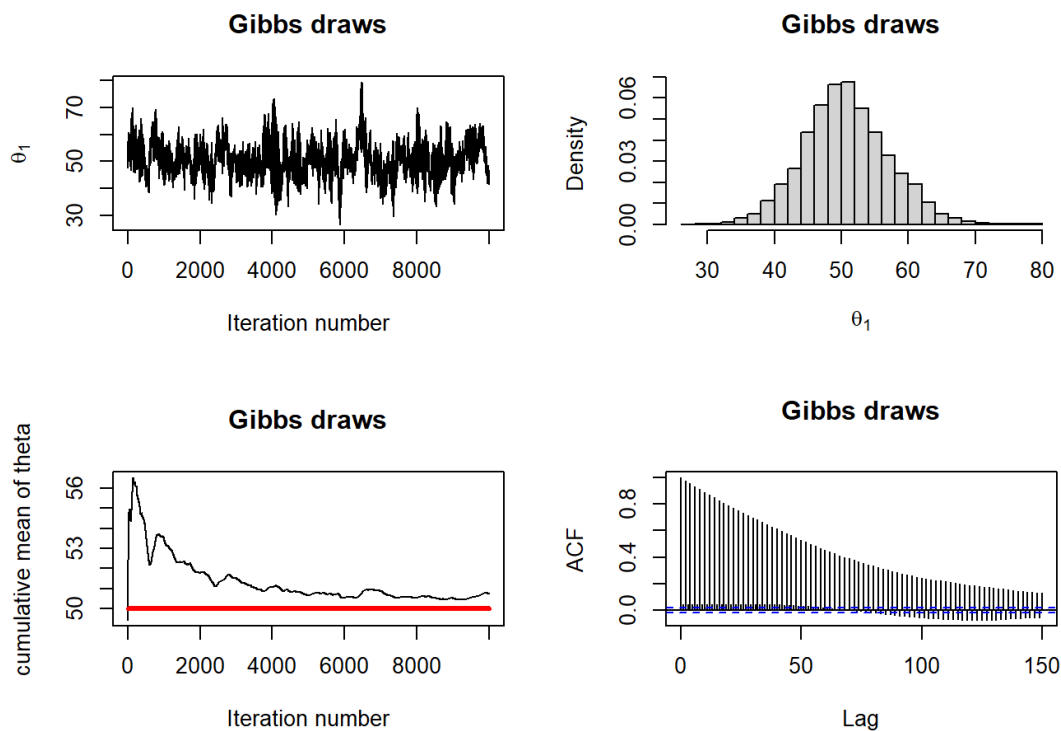 Gibbs draws
θ1
70
50
30
0 2000 4000 6000 8000
Iteration number
Gibbs draws
Density
0.06
0.03
0.00
30 40 50 60 70 80
θ1
Gibbs draws
cumulative mean of theta
56
53
50
0 2000 4000 6000 8000
Iteration number
Gibbs draws
ACF
0.8
0.4
0.0
0 50 100 150
Lag